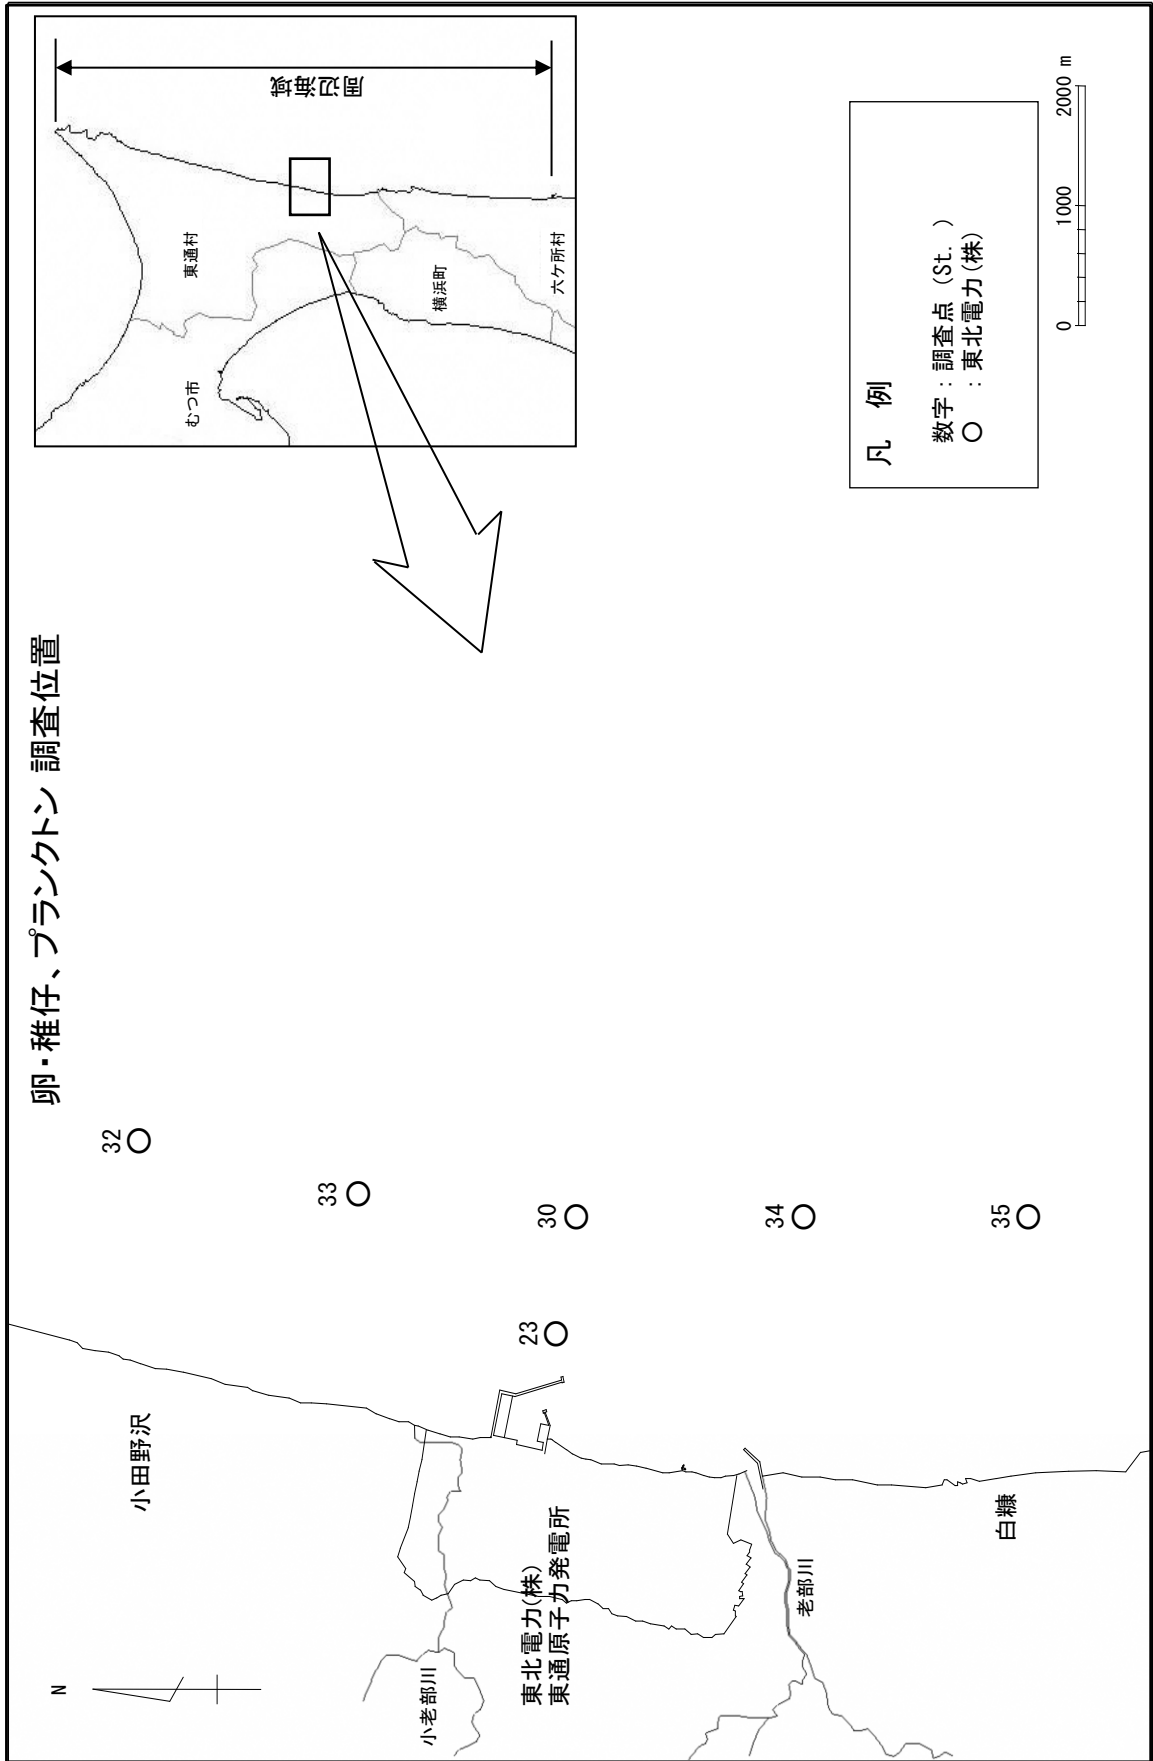 卵・稚仔、プランクトン 調査位置
N
小田野沢
小老部川
東北電力(株)
東通原子力発電所
老部川
白糠
32
33
30
23
34
35
むつ市
東通村
横浜町
六ケ所村
周辺海域
凡 例
数字：調査点 (St. )
○ ：東北電力(株)
0 1000 2000 m